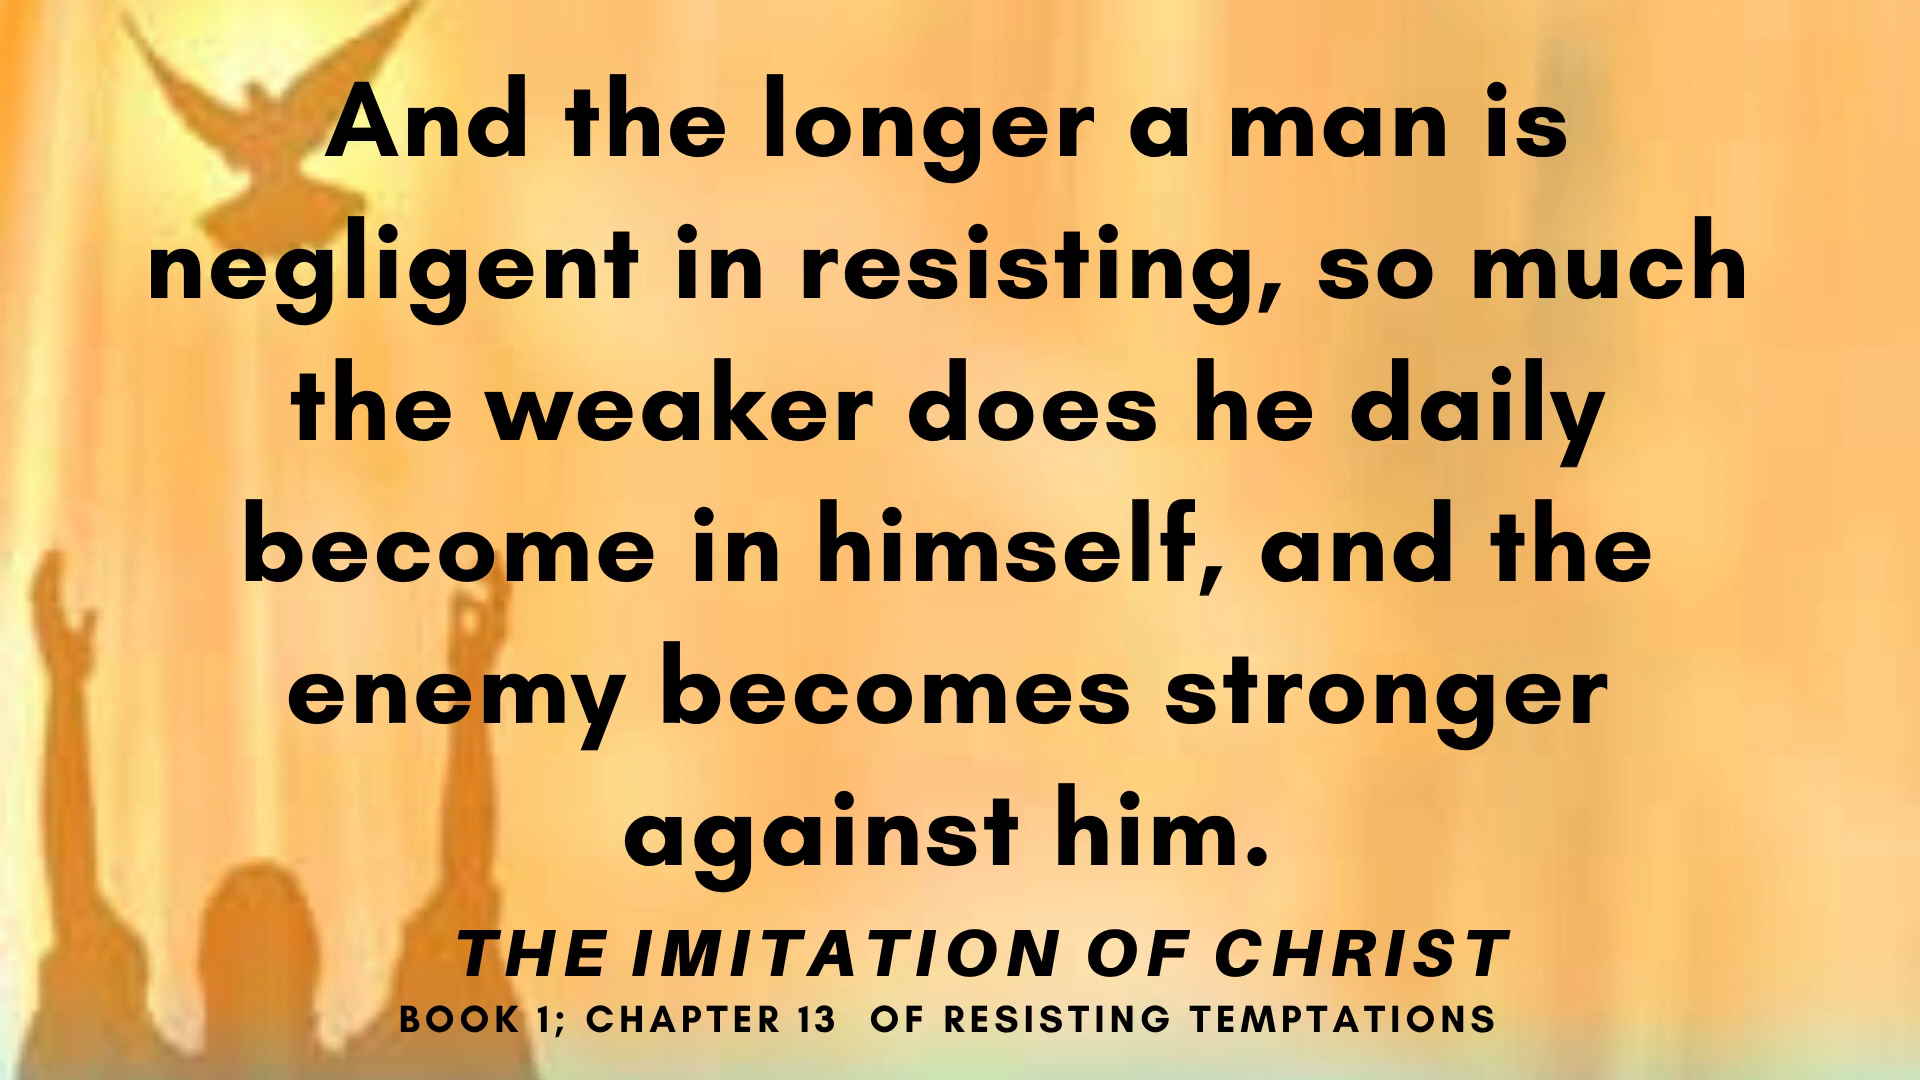 And the longer a man is
negligent in resisting, so much
the weaker does he daily
become in himself, and the
enemy becomes stronger
against him.
THE IMITATION OF CHRIST
BOOK 1; CHAPTER 13 OF RESISTING TEMPTATIONS